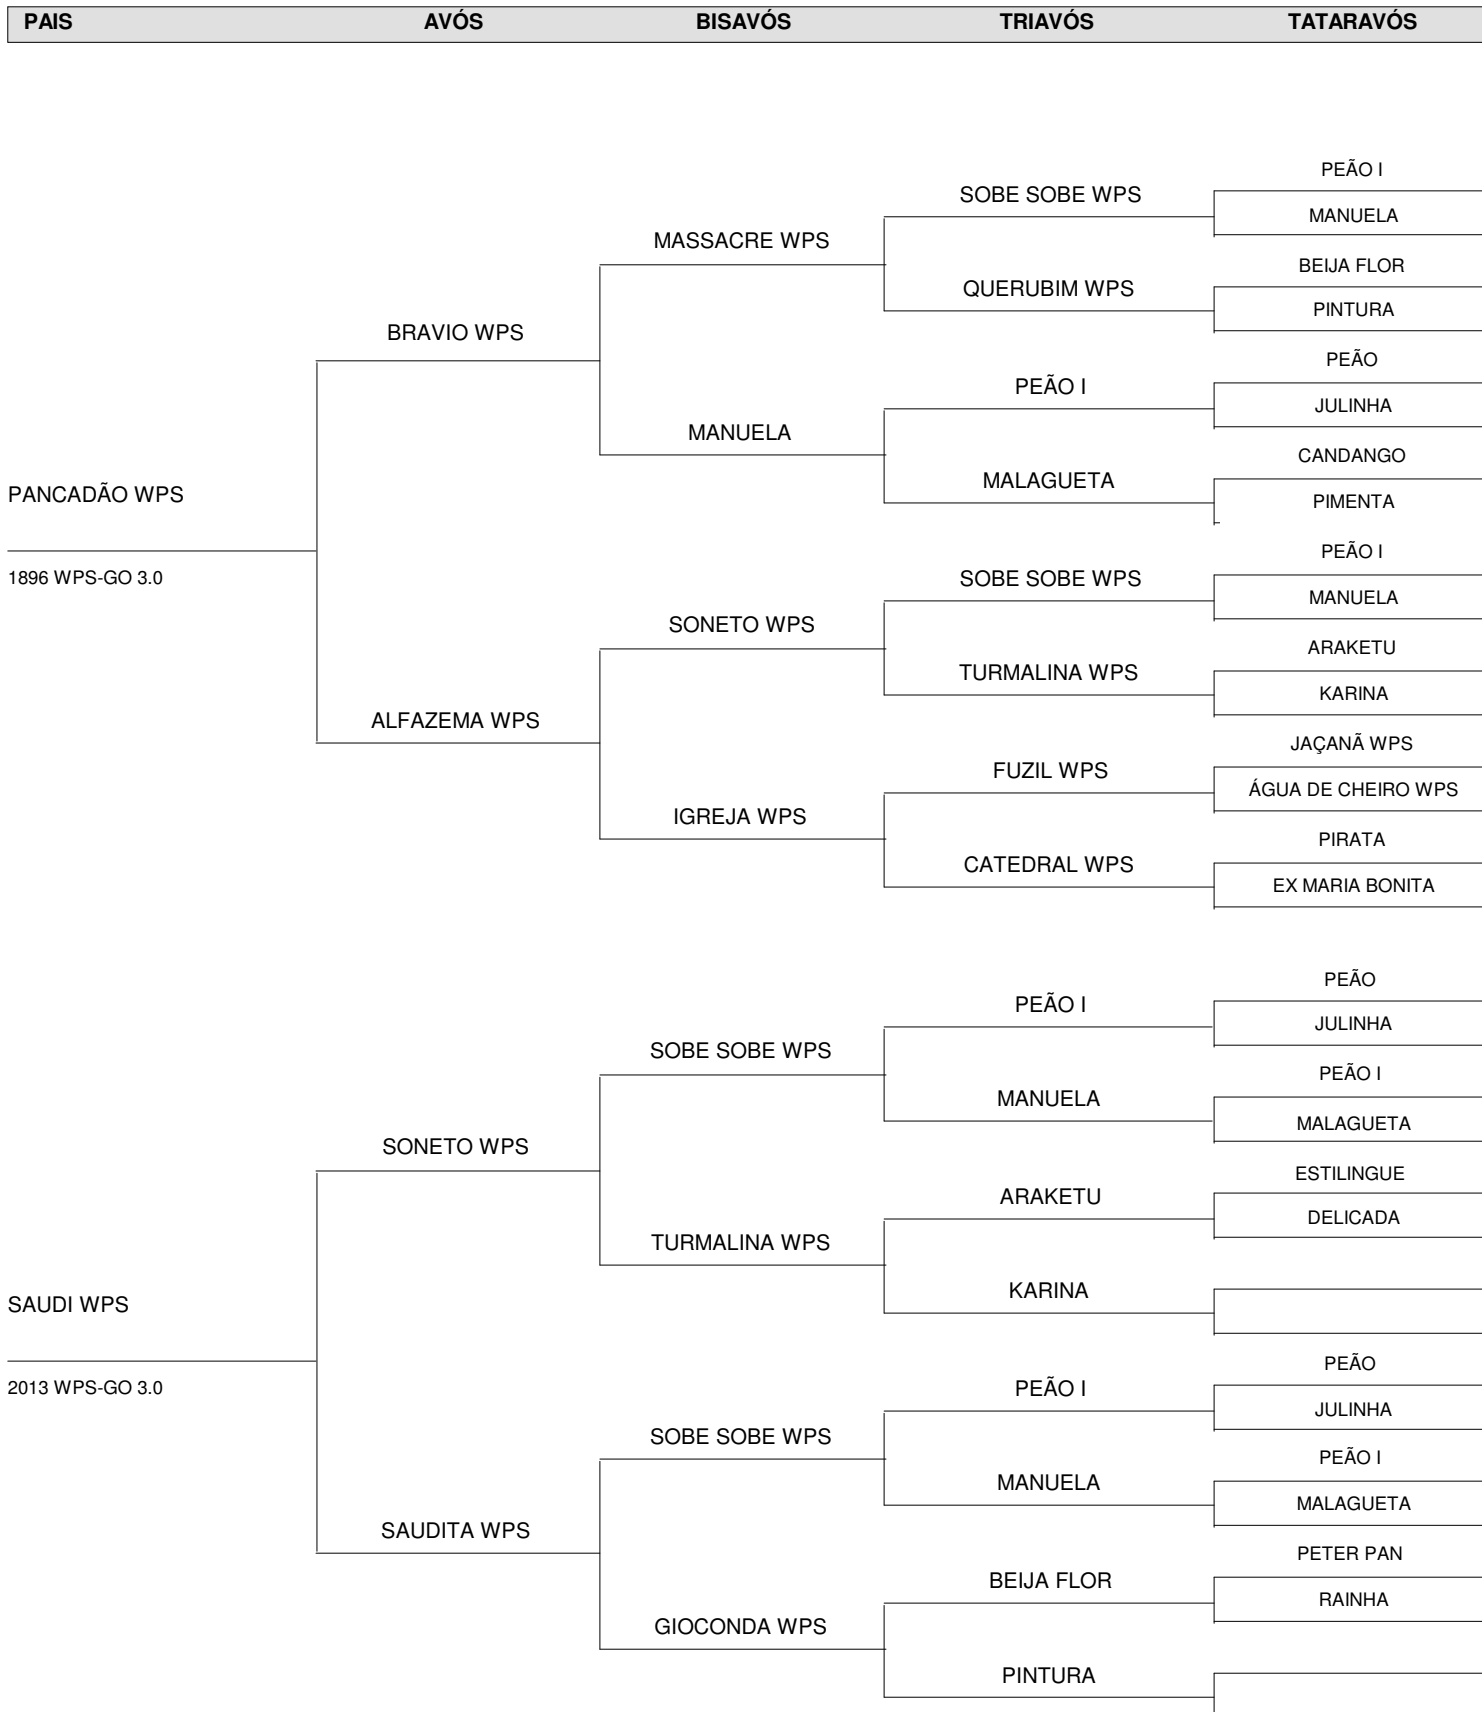 PAIS AVÓS BISAVÓS TRIAVÓS TATARAVÓS
PEÃO I
SOBE SOBE WPS
MANUELA
MASSACRE WPS
BEIJA FLOR
QUERUBIM WPS
PINTURA
BRAVIO WPS
PEÃO
PEÃO I
JULINHA
MANUELA
CANDANGO
MALAGUETA
PIMENTA
PANCADÃO WPS
1896 WPS-GO 3.0
PEÃO I
SOBE SOBE WPS
MANUELA
SONETO WPS
ARAKETU
TURMALINA WPS
KARINA
ALFAZEMA WPS
JAÇANÃ WPS
FUZIL WPS
ÁGUA DE CHEIRO WPS
IGREJA WPS
PIRATA
CATEDRAL WPS
EX MARIA BONITA
PEÃO
PEÃO I
JULINHA
SOBE SOBE WPS
PEÃO I
MANUELA
MALAGUETA
SONETO WPS
ESTILINGUE
ARAKETU
DELICADA
TURMALINA WPS
KARINA
SAUDI WPS
2013 WPS-GO 3.0
PEÃO
PEÃO I
JULINHA
SOBE SOBE WPS
PEÃO I
MANUELA
MALAGUETA
SAUDITA WPS
PETER PAN
BEIJA FLOR
RAINHA
GIOCONDA WPS
PINTURA